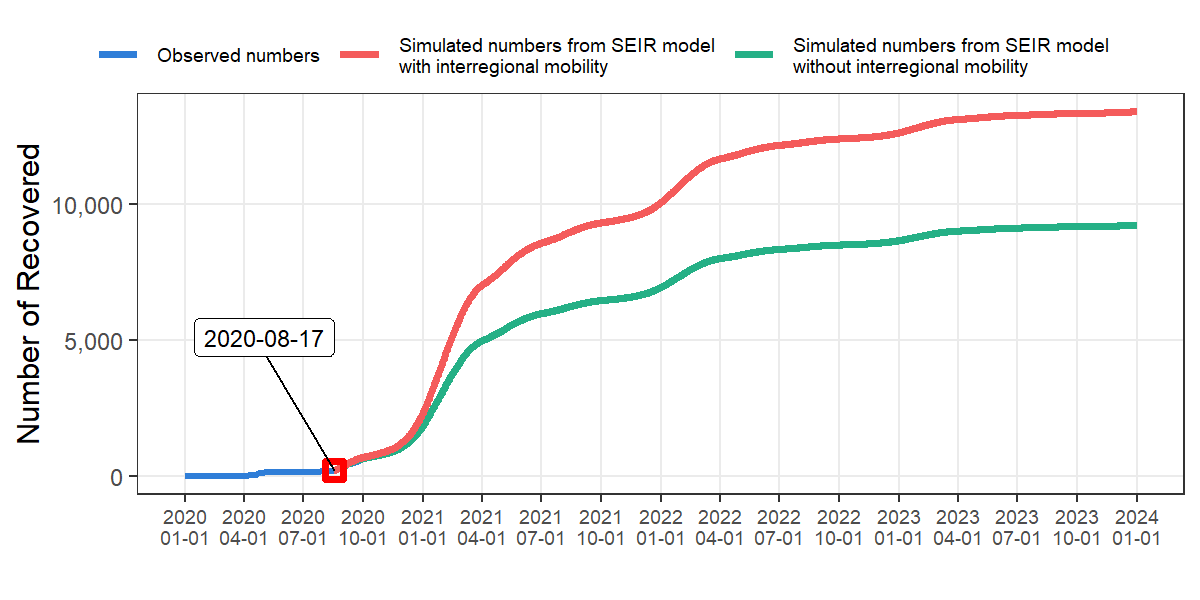 Observed numbers
Simulated numbers from SEIR model
with interregional mobility
Simulated numbers from SEIR model
without interregional mobility
Number of Recovered
10,000
5,000
0
2020-08-17
2020 2020 2020 2020 2021 2021 2021 2021 2022 2022 2022 2022 2023 2023 2023 2023 2024
01-01 04-01 07-01 10-01 01-01 04-01 07-01 10-01 01-01 04-01 07-01 10-01 01-01 04-01 07-01 10-01 01-01